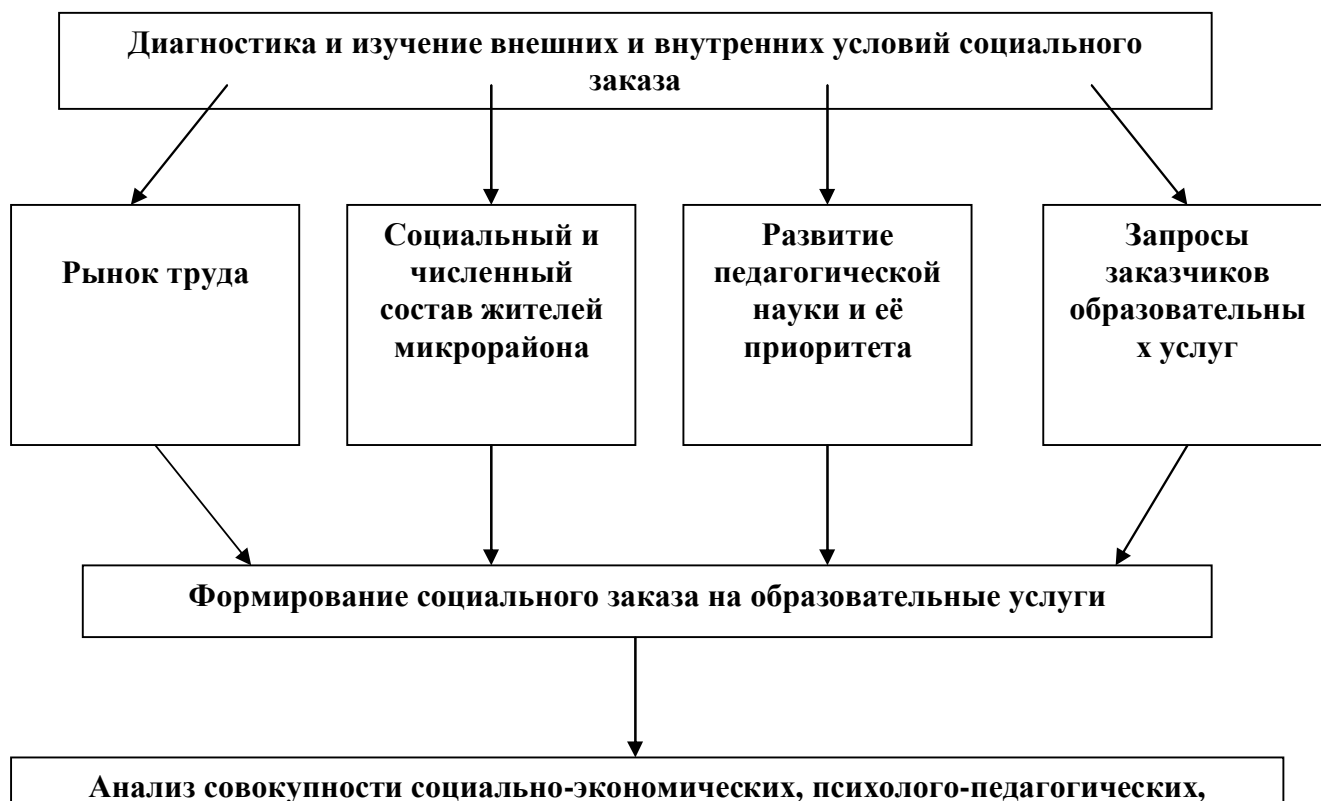 Диагностика и изучение внешних и внутренних условий социального
заказа
Рынок труда
Социальный и
численный
состав жителей
микрорайона
Развитие
педагогической
науки и её
приоритета
Запросы
заказчиков
образовательны
х услуг
Формирование социального заказа на образовательные услуги
Анализ совокупности социально-экономических, психолого-педагогических,